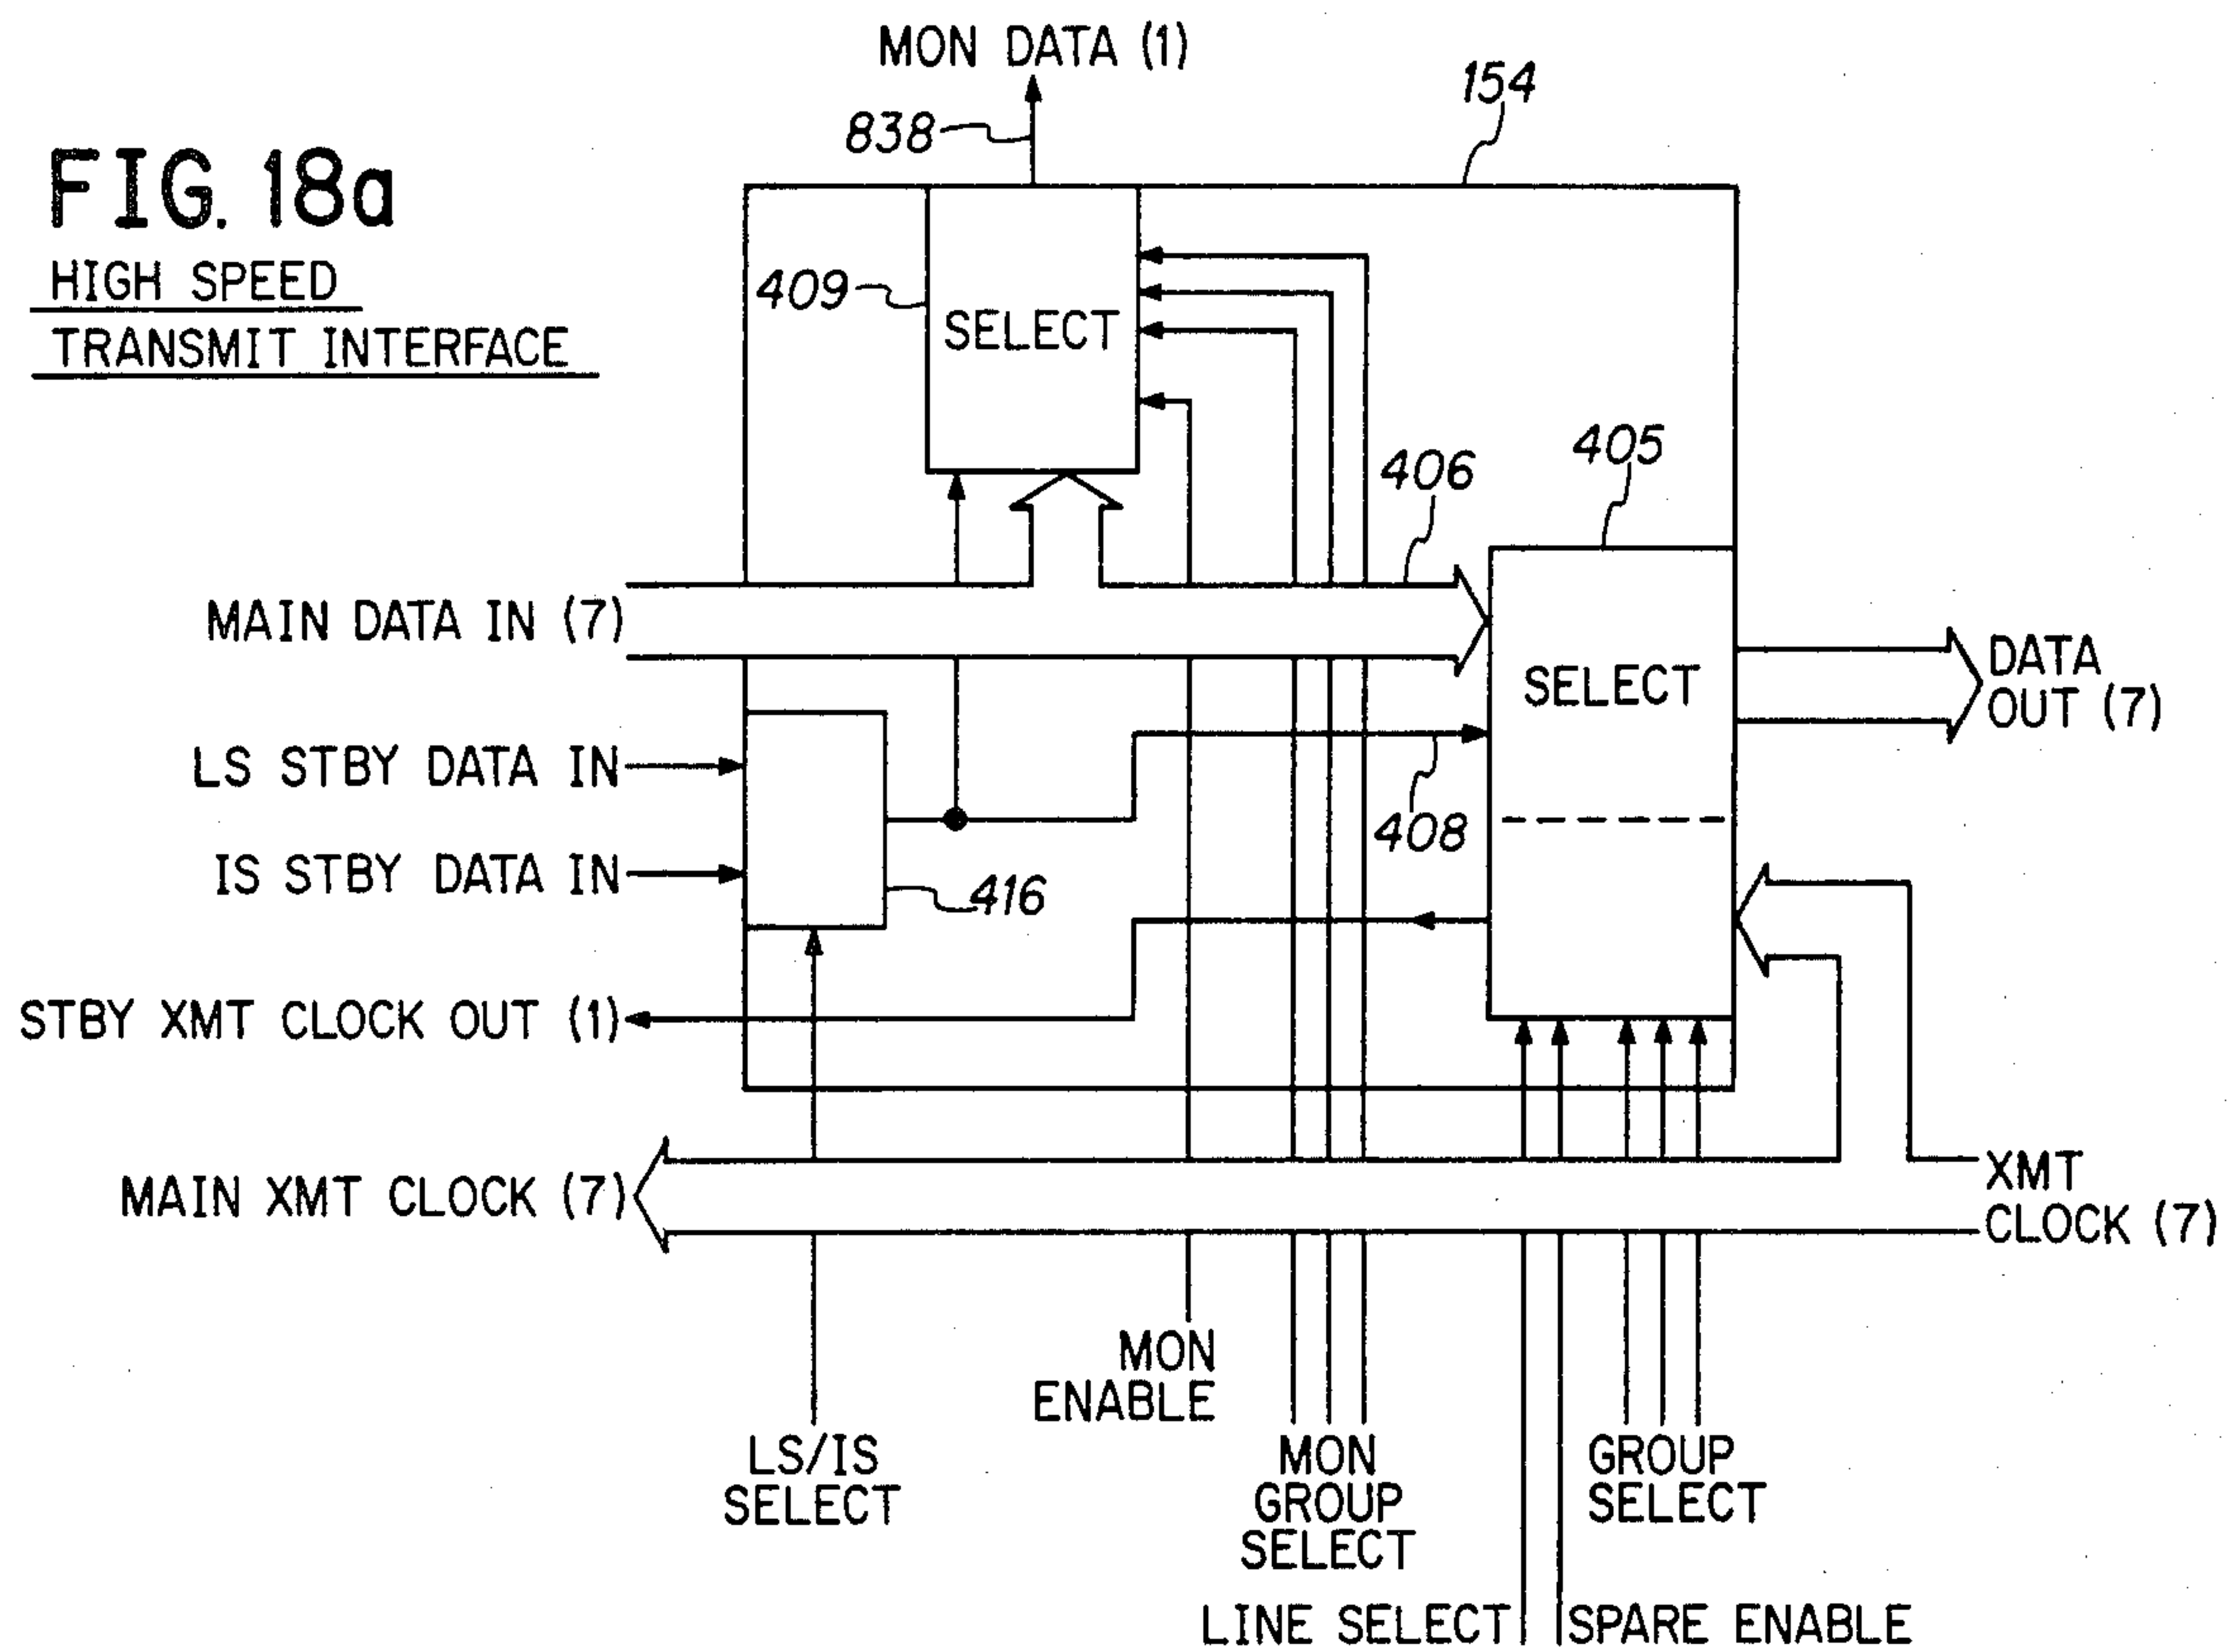 MON DATA (1)
154
838
FIG. 18a
HIGH SPEED
TRANSMIT INTERFACE
409
SELECT
406
405
MAIN DATA IN (7)
SELECT
DATA
OUT (7)
LS STBY DATA IN
408
IS STBY DATA IN
416
STBY XMT CLOCK OUT (1)
MAIN XMT CLOCK (7)
XMT
CLOCK (7)
MON
ENABLE
LS/IS
SELECT
MON
GROUP
SELECT
GROUP
SELECT
LINE SELECT
SPARE ENABLE